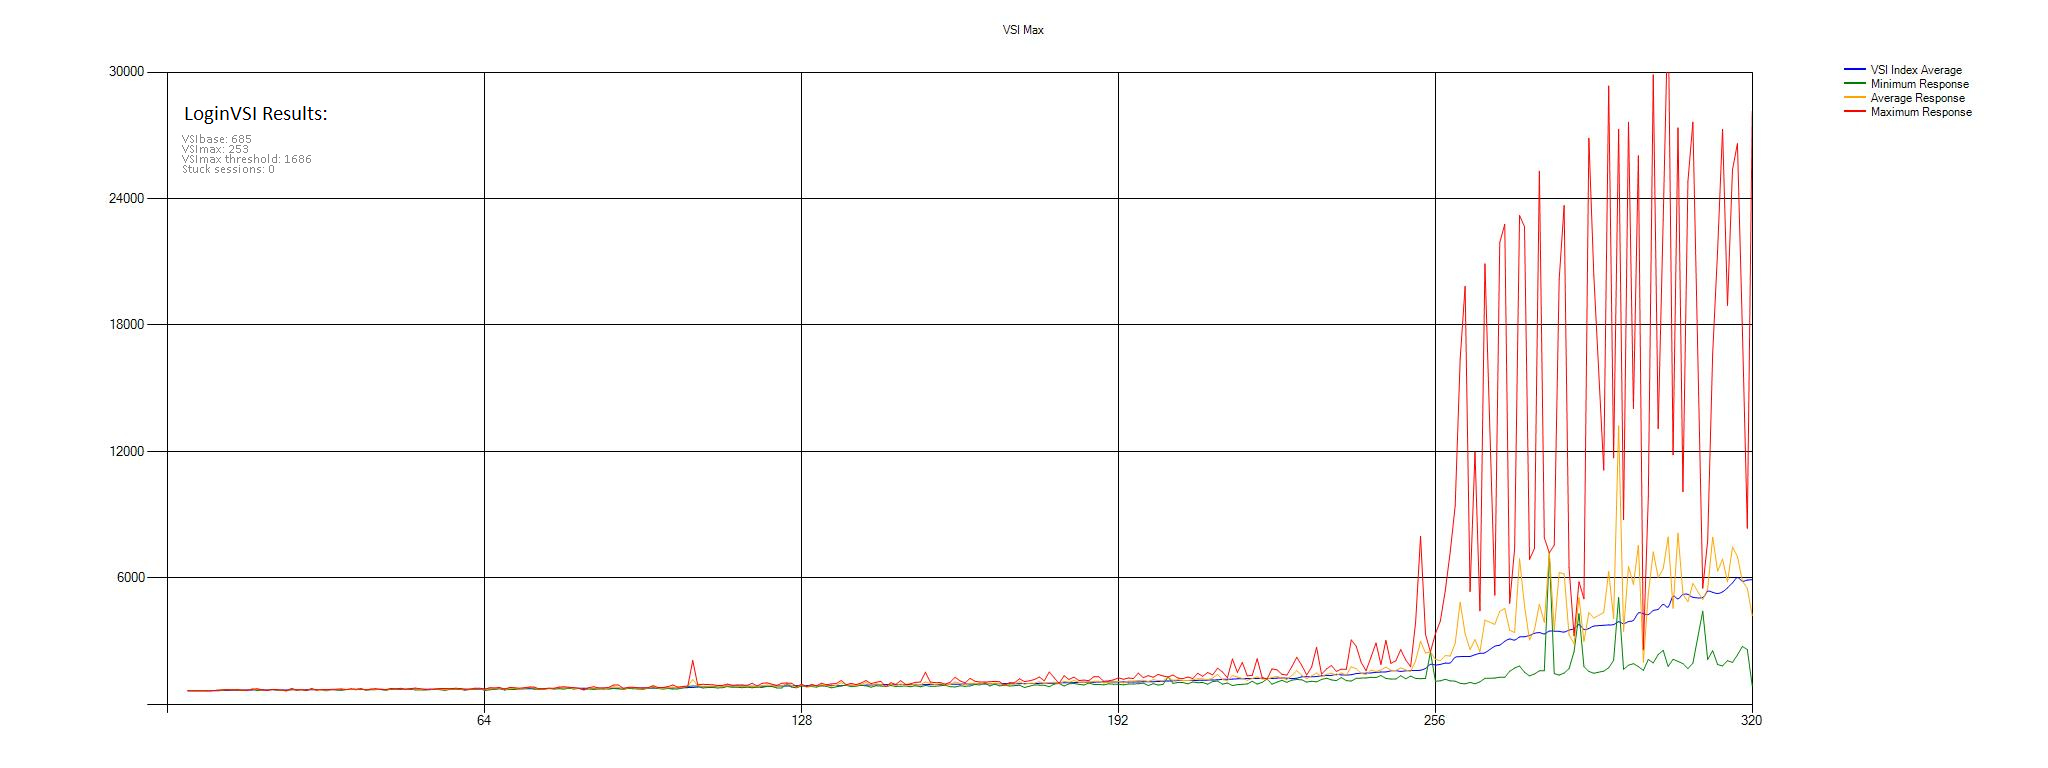 VSI Max
30000
24000
18000
12000
6000
LoginVSI Results:
VSIbase: 685
VSImax: 253
VSImax threshold: 1686
Stuck sessions: 0
VSI Index Average
Minimum Response
Average Response
Maximum Response
64
128
192
256
320